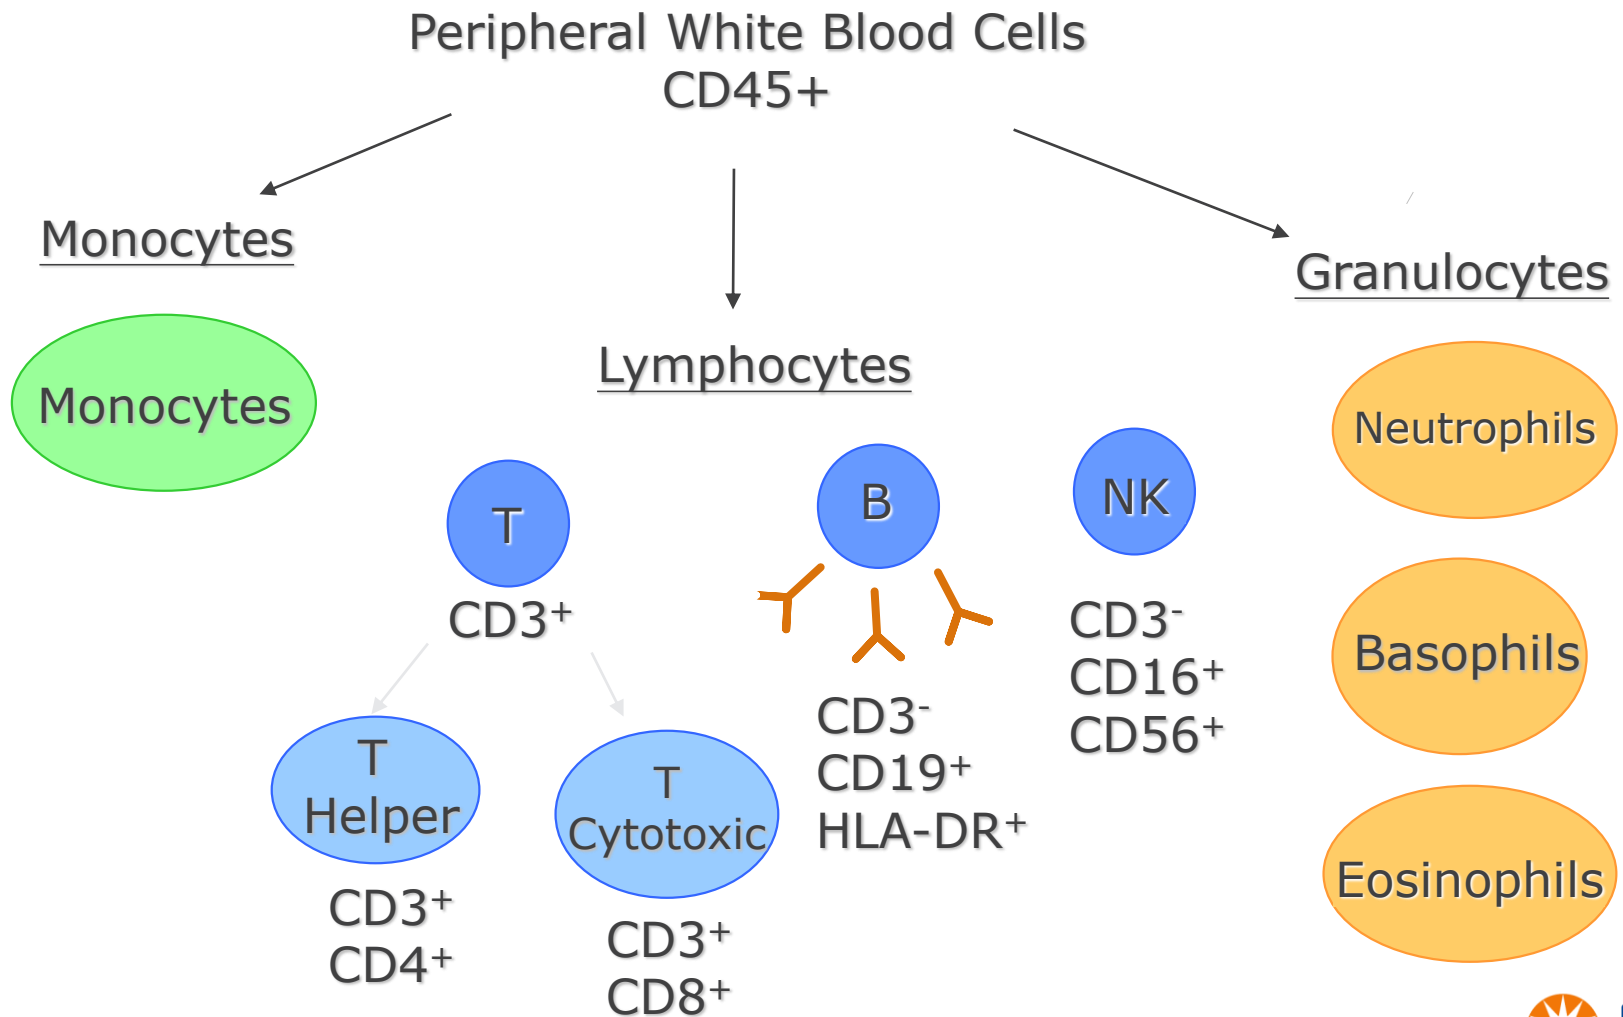 Peripheral White Blood Cells
CD45+
Monocytes
Monocytes
Lymphocytes
T
CD3⁺
T
Helper
CD3⁺
CD4⁺
T
Cytotoxic
CD3⁺
CD8⁺
B
CD3⁻
CD19⁺
HLA-DR⁺
NK
CD3⁻
CD16⁺
CD56⁺
Granulocytes
Neutrophils
Basophils
Eosinophils